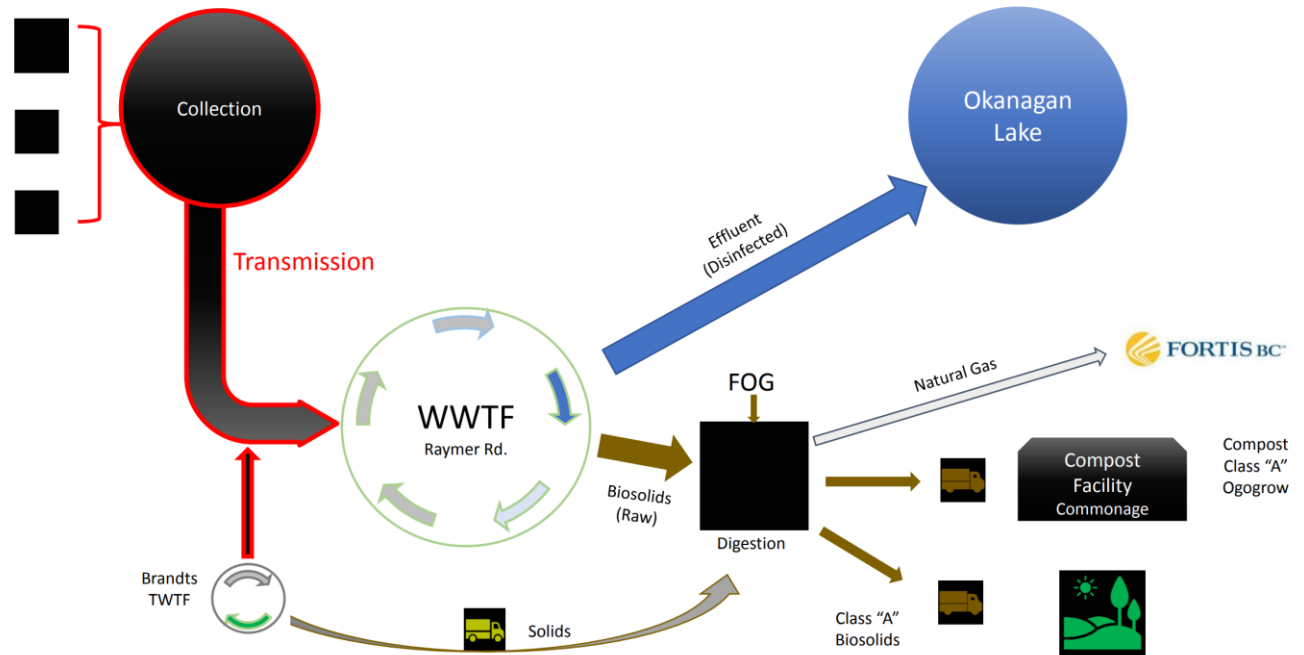 Collection
Okanagan
Lake
Transmission
Effluent
(Disinfected)
FORTIS BC™
Natural Gas
FOG
WWTF
Raymer Rd.
Biosolids
(Raw)
Digestion
Compost
Facility
Commonage
Compost
Class “A”
Ogogrow
Brandts
TWTF
Solids
Class “A”
Biosolids